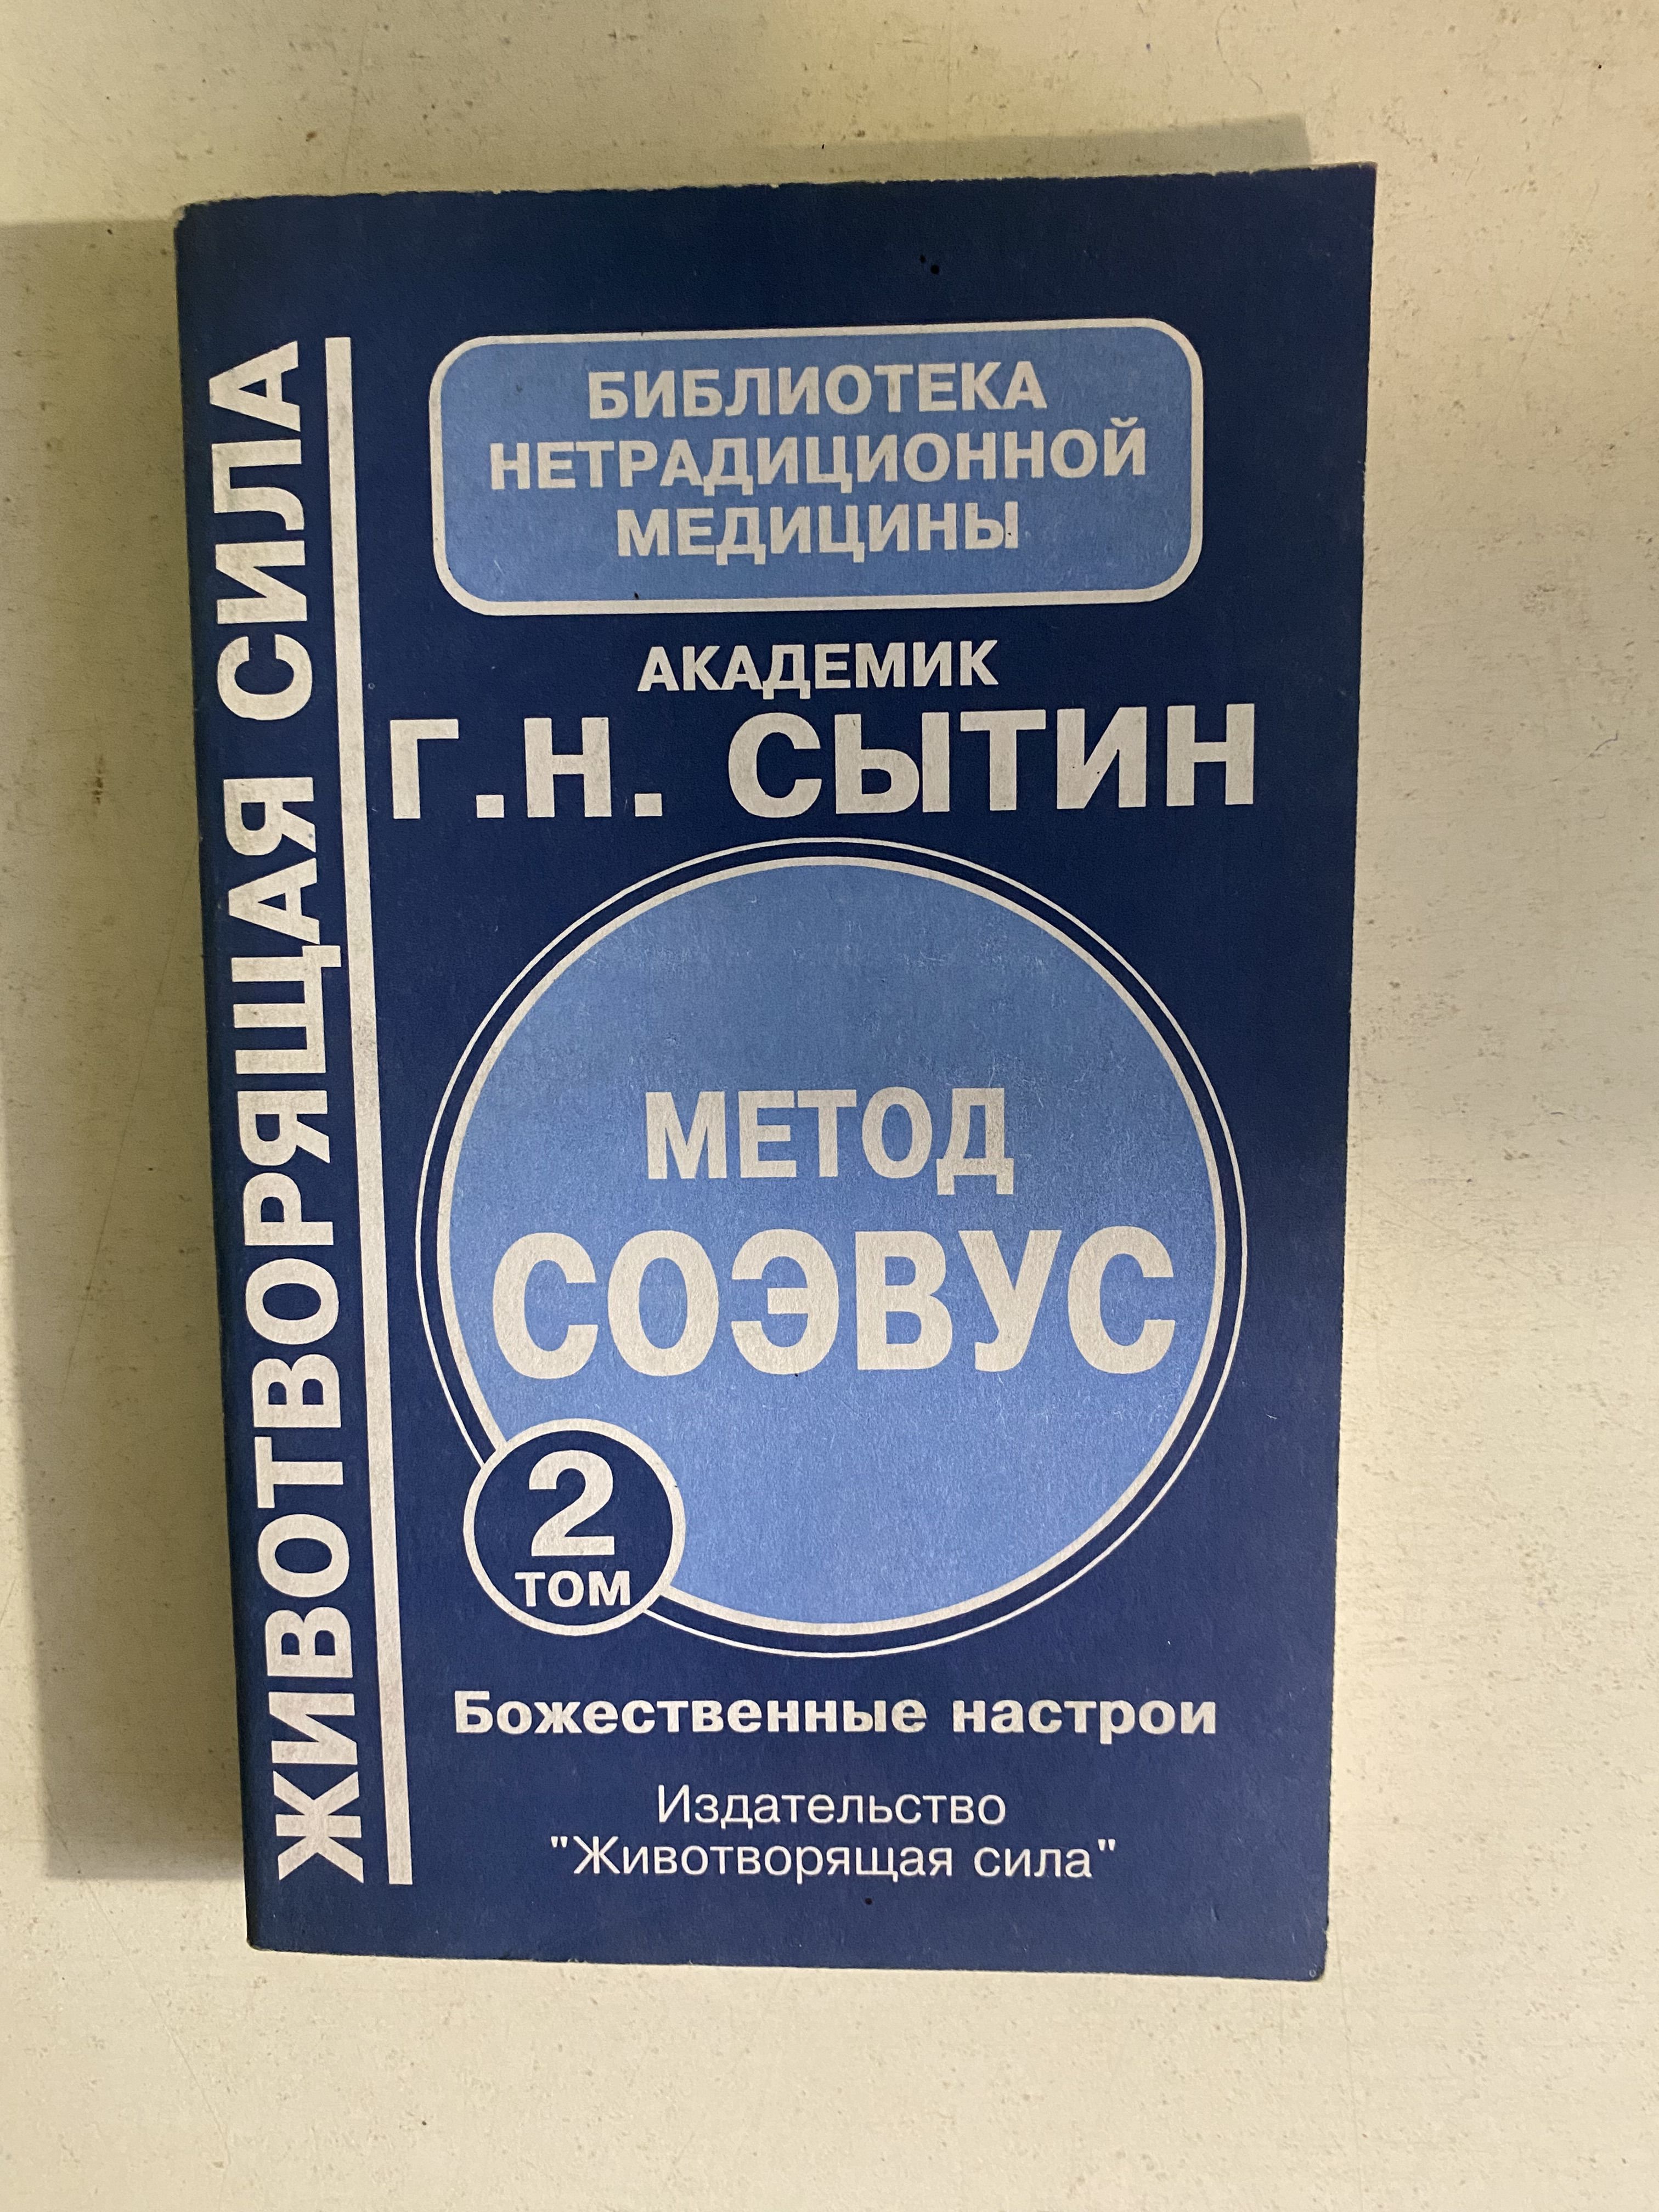 ЖИВОТВОРЯЩАЯ СИЛА
БИБЛИОТЕКА
НЕТРАДИЦИОННОЙ
МЕДИЦИНЫ
АКАДЕМИК
Г.Н. СЫТИН
МЕТОД
СОЭВУС
2
ТОМ
Божественные настрои
Издательство
"Животворящая сила"